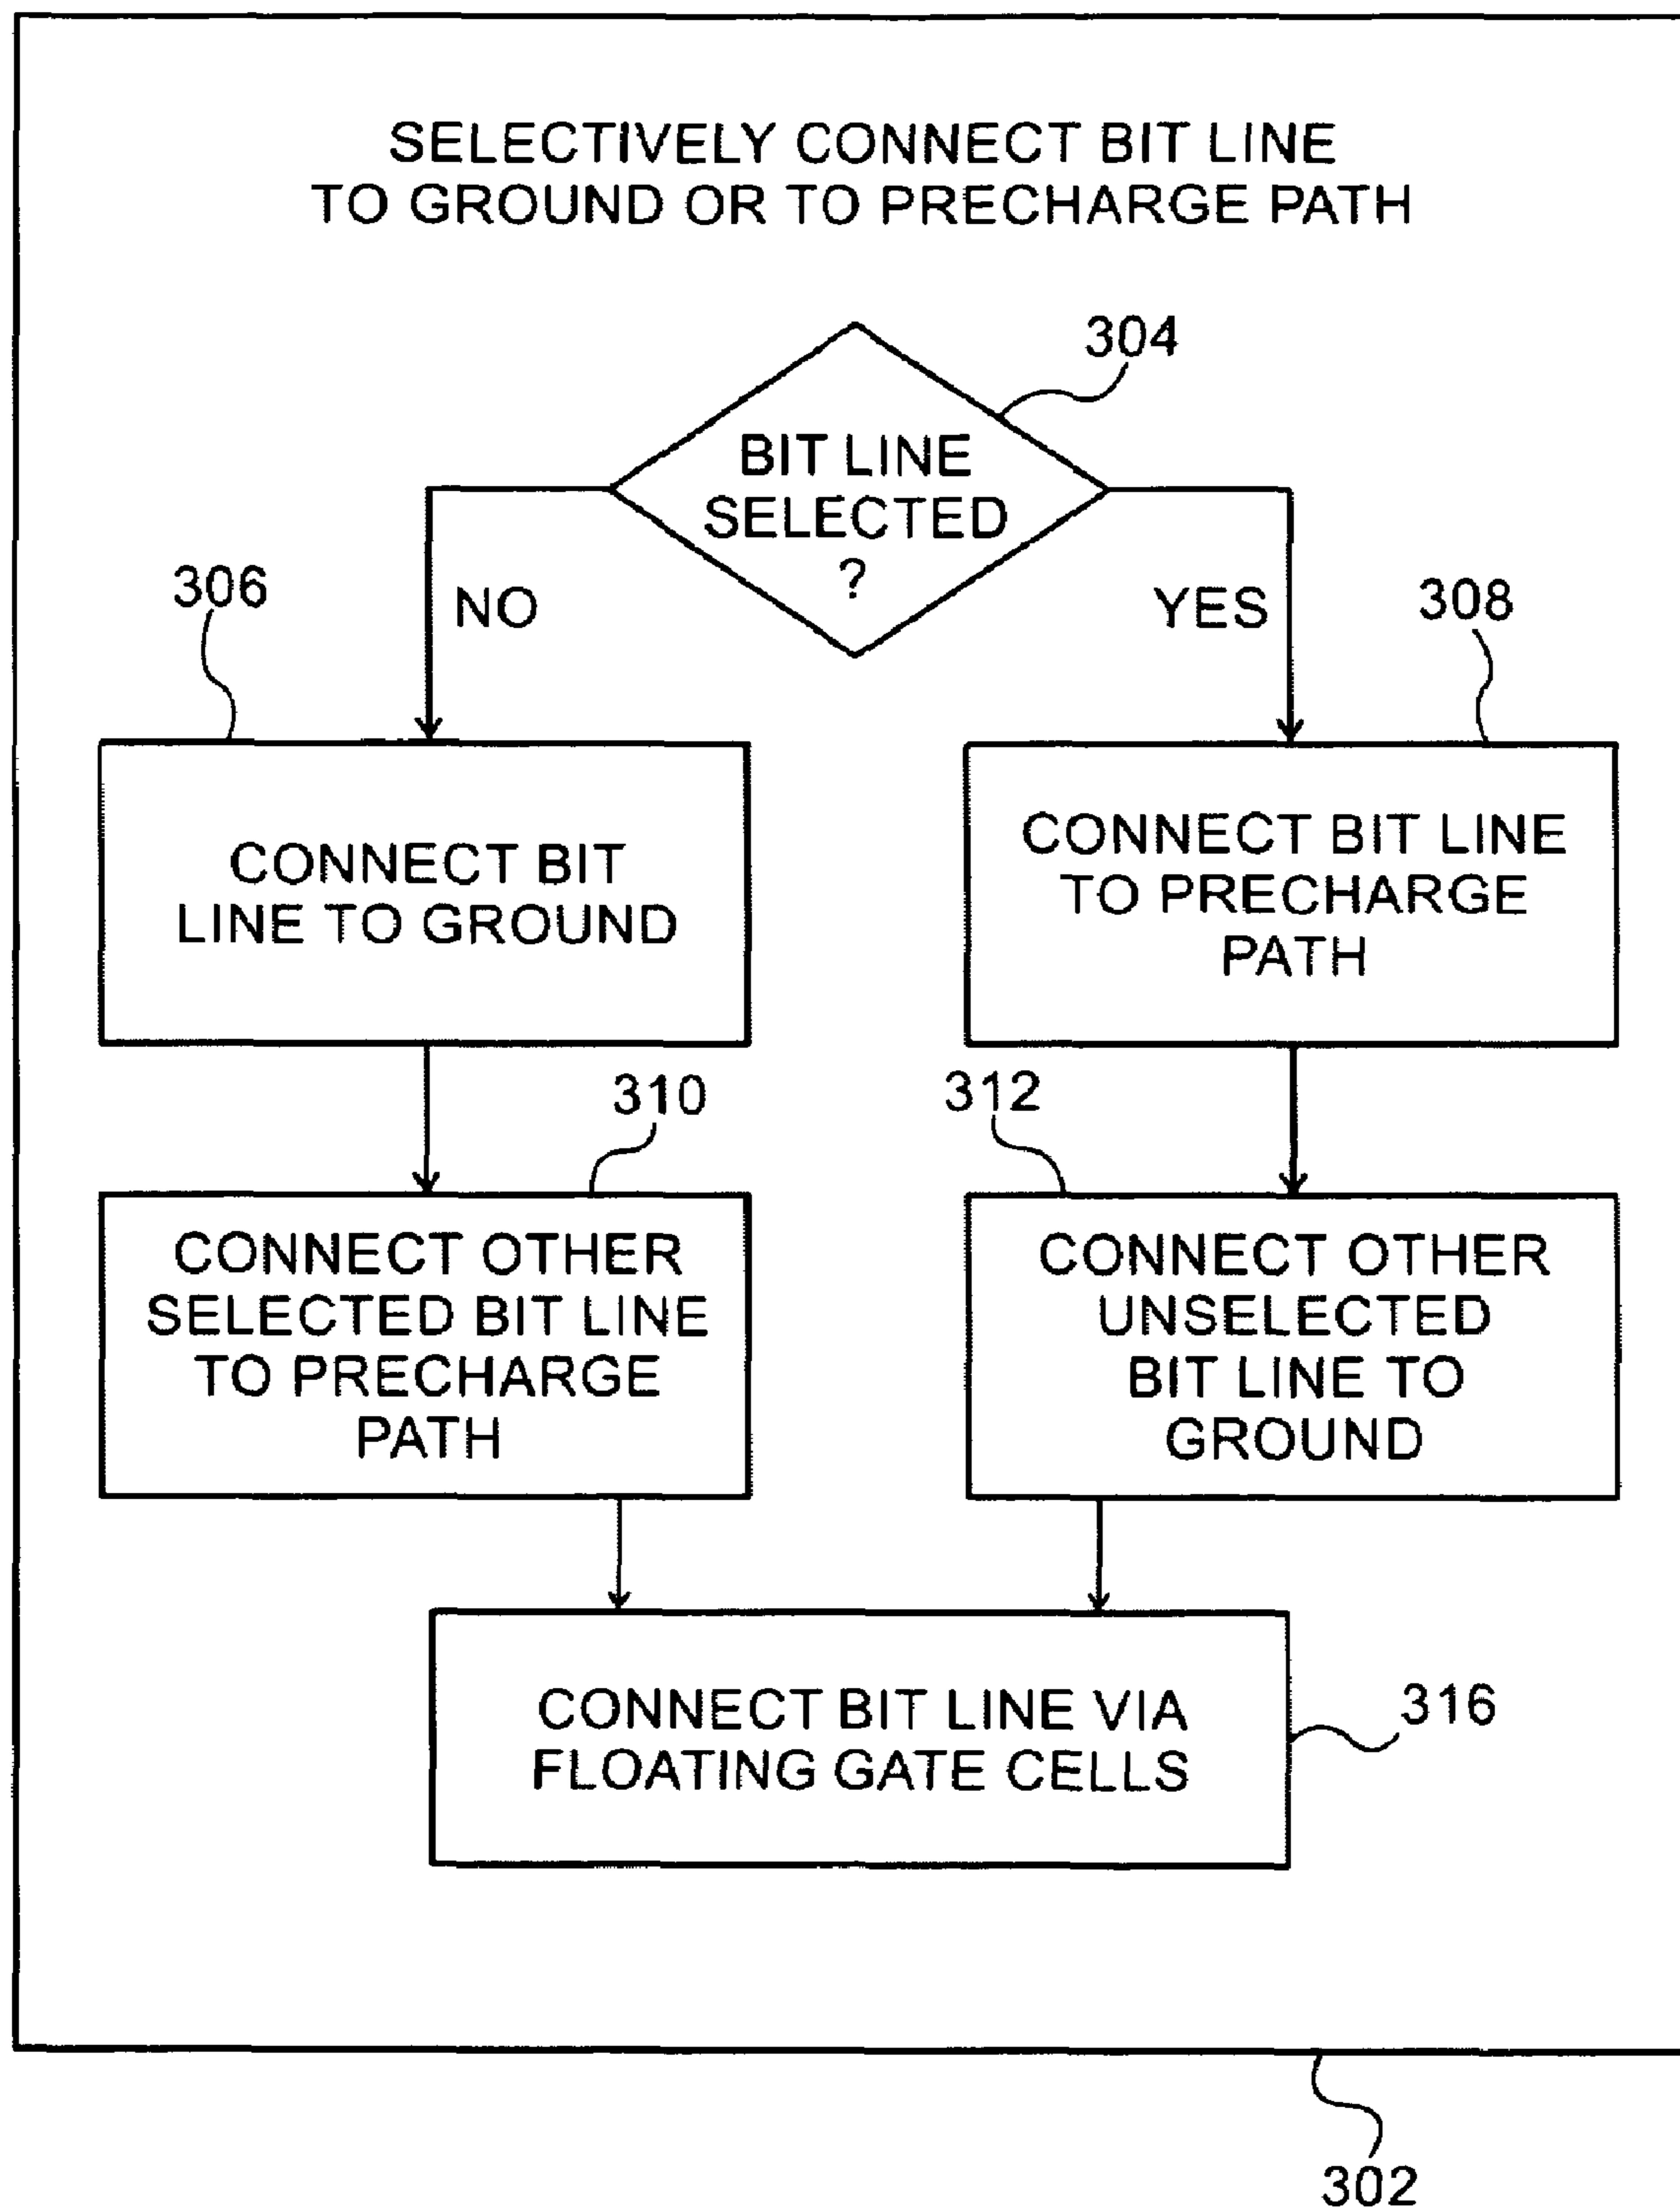 SELECTIVELY CONNECT BIT LINE
TO GROUND OR TO PRECHARGE PATH
304
BIT LINE
SELECTED
?
306
NO
YES
308
CONNECT BIT
LINE TO GROUND
CONNECT BIT LINE
TO PRECHARGE
PATH
310
312
CONNECT OTHER
SELECTED BIT LINE
TO PRECHARGE
PATH
CONNECT OTHER
UNSELECTED
BIT LINE TO
GROUND
CONNECT BIT LINE VIA
FLOATING GATE CELLS
316
302